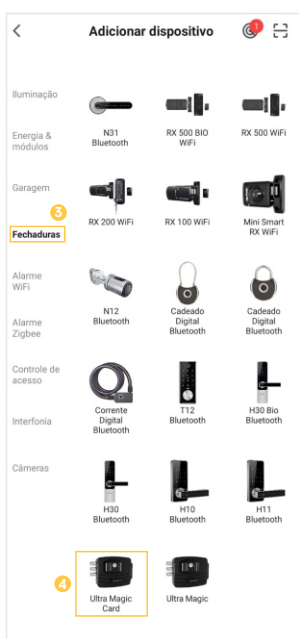 Adicionar dispositivo
1
Iluminação
Energia &
módulos
Garagem
3
Fechaduras
Alarme
WiFi
Alarme
Zigbee
Controle de
acesso
Interfonia
Câmeras
N31
Bluetooth
RX 500 BIO
WiFi
RX 500 WiFi
RX 200 WiFi
RX 100 WiFi
Mini Smart
RX WiFi
N12
Bluetooth
Cadeado
Digital
Bluetooth
Cadeado
Digital
Bluetooth
Corrente
Digital
Bluetooth
T12
Bluetooth
H30 Bio
Bluetooth
H30
Bluetooth
H10
Bluetooth
H11
Bluetooth
4
Ultra Magic
Card
Ultra Magic